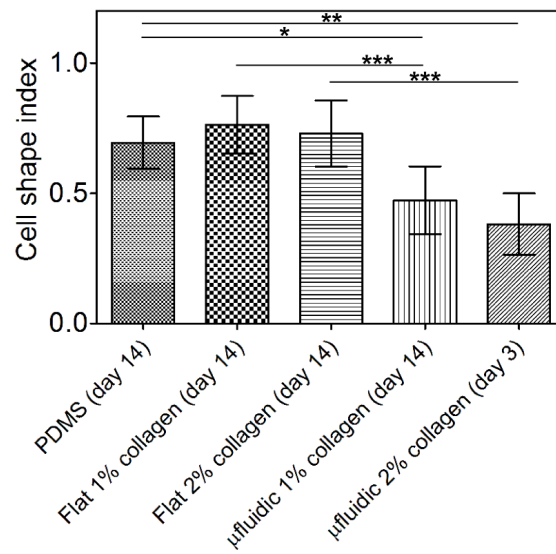 **
*
***
***
Cell shape index
1.0
0.5
0.0
PDMS (day 14)
Flat 1% collagen (day 14)
Flat 2% collagen (day 14)
μfluidic 1% collagen (day 14)
μfluidic 2% collagen (day 3)